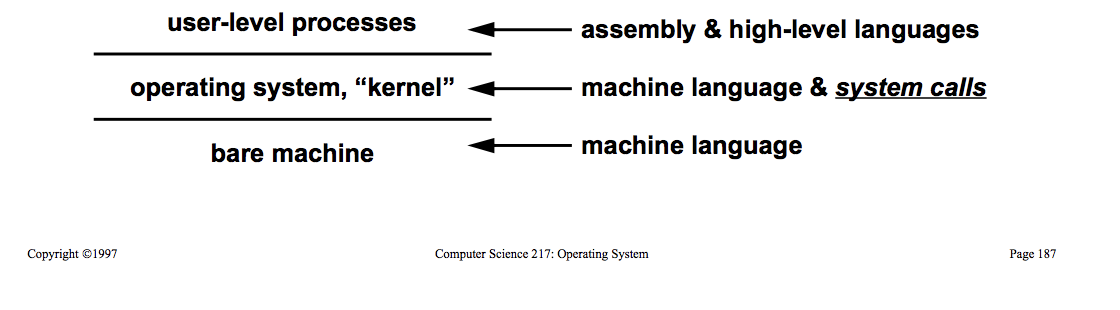 user-level processes
assembly & high-level languages
operating system, “kernel”
machine language & system calls
bare machine
machine language
Copyright ©1997
Computer Science 217: Operating System
Page 187